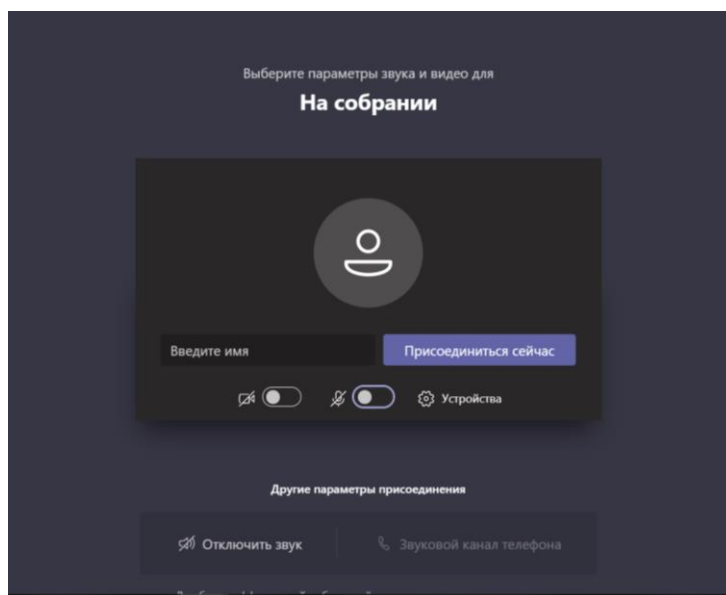 Выберите параметры звука и видео для
На собрании
Введите имя
Присоединиться сейчас
Устройства
Другие параметры присоединения
Отключить звук
Звуковой канал телефона